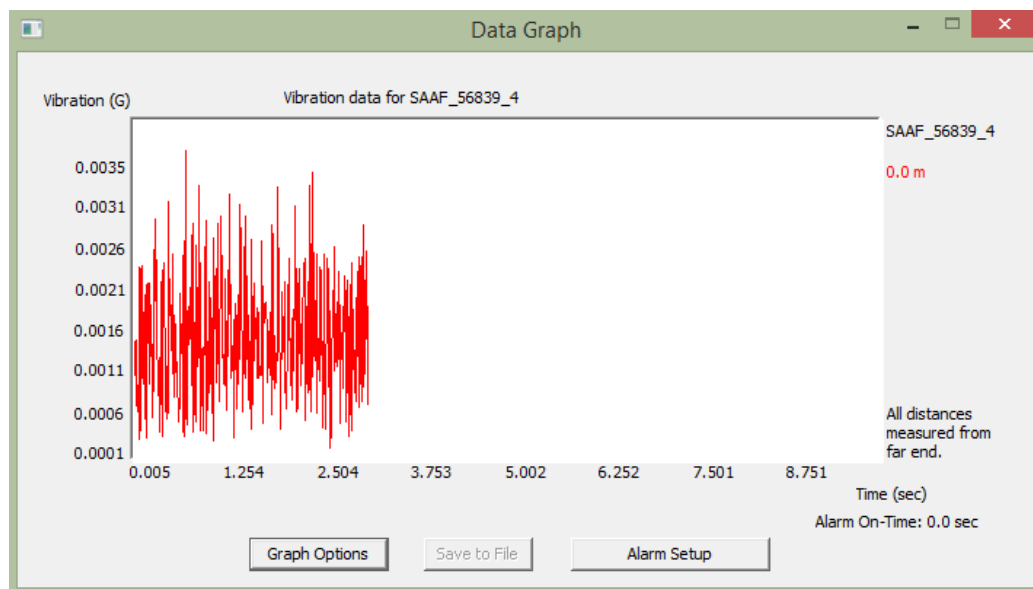 Data Graph
Vibration (G)
Vibration data for SAAF_56839_4
SAAF_56839_4
0.0 m
0.0035
0.0031
0.0026
0.0021
0.0016
0.0011
0.0006
0.0001
All distances
measured from
far end.
0.005 1.254 2.504 3.753 5.002 6.252 7.501 8.751
Time (sec)
Alarm On-Time: 0.0 sec
Graph Options
Save to File
Alarm Setup